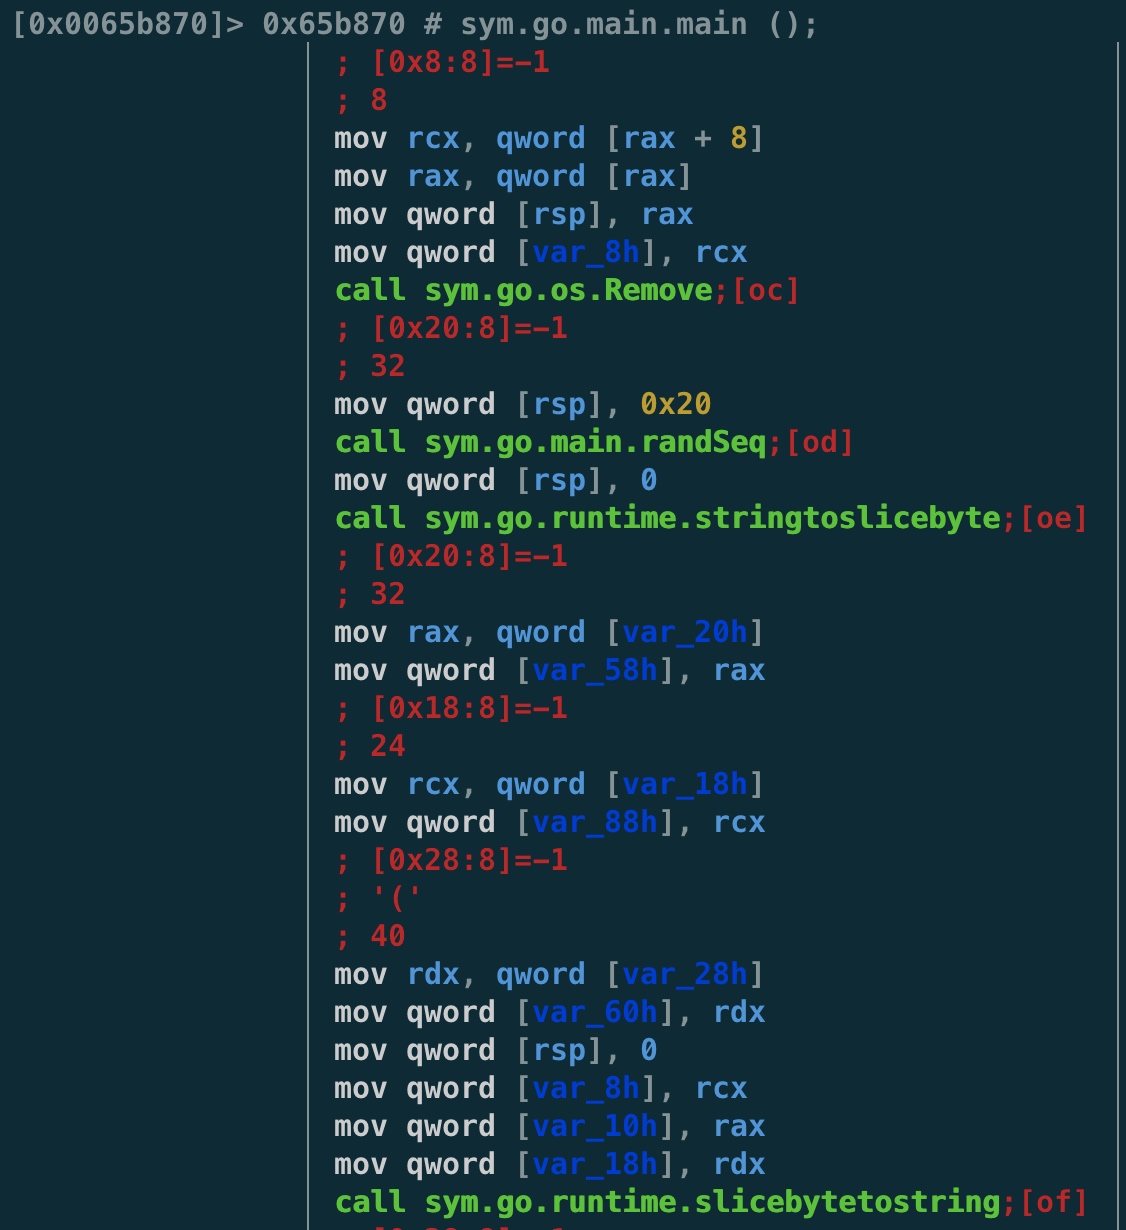 [0x0065b870]> 0x65b870 # sym.go.main.main ();
; [0x8:8]=-1
; 8
mov rcx, qword [rax + 8]
mov rax, qword [rax]
mov qword [rsp], rax
mov qword [var_8h], rcx
call sym.go.os.Remove;[oc]
; [0x20:8]=-1
; 32
mov qword [rsp], 0x20
call sym.go.main.randSeq;[od]
mov qword [rsp], 0
call sym.go.runtime.stringtoslicebyte;[oe]
; [0x20:8]=-1
; 32
mov rax, qword [var_20h]
mov qword [var_58h], rax
; [0x18:8]=-1
; 24
mov rcx, qword [var_18h]
mov qword [var_88h], rcx
; [0x28:8]=-1
; '('
; 40
mov rdx, qword [var_28h]
mov qword [var_60h], rdx
mov qword [rsp], 0
mov qword [var_8h], rcx
mov qword [var_10h], rax
mov qword [var_18h], rdx
call sym.go.runtime.slicebytetostring;[of]